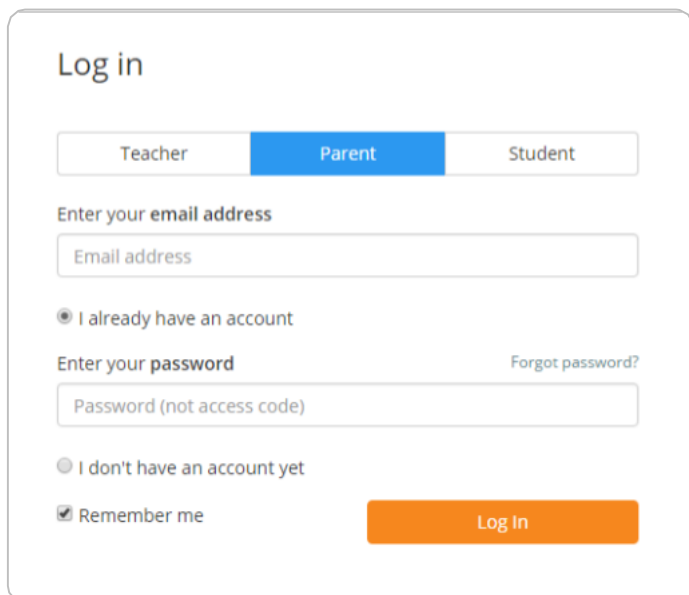 Log in
Teacher Parent Student
Enter your email address
Email address
I already have an account
Enter your password Forgot password?
Password (not access code)
I don't have an account yet
Remember me Log In